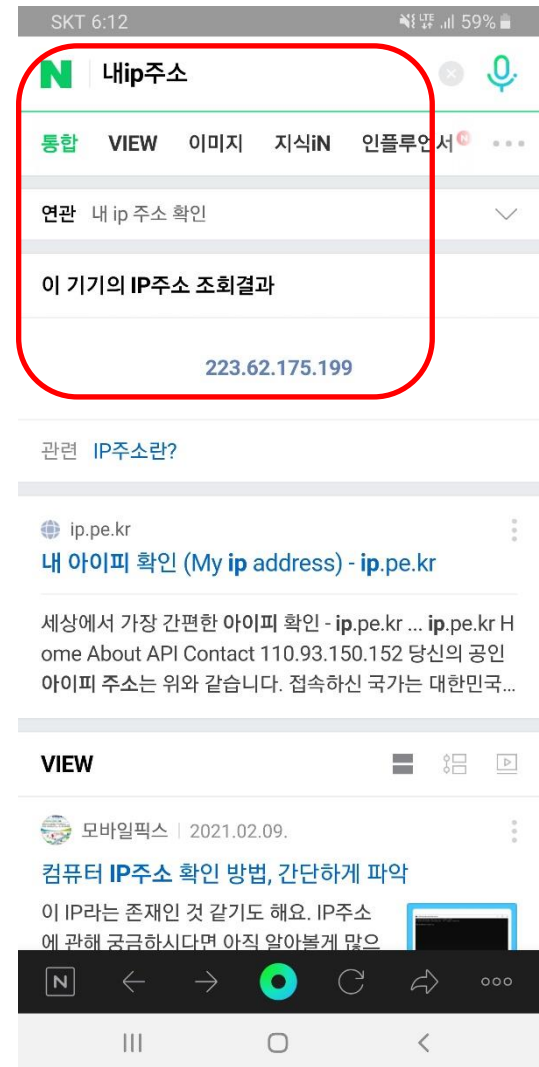 SKT 6:12 LTE 59%
N 내ip주소
통합 VIEW 이미지 지식iN 인플루언서 N
연관 내 ip 주소 확인
이 기기의 IP주소 조회결과
223.62.175.199
관련 IP주소란?
ip.pe.kr
내 아이피 확인 (My ip address) - ip.pe.kr
세상에서 가장 간편한 아이피 확인 - ip.pe.kr ... ip.pe.kr H
ome About API Contact 110.93.150.152 당신의 공인
아이피 주소는 위와 같습니다. 접속하신 국가는 대한민국...
VIEW
모바일픽스 2021.02.09.
컴퓨터 IP주소 확인 방법, 간단하게 파악
이 IP라는 존재인 것 같기도 해요. IP주소
에 관해 궁금하시다면 아직 알아볼게 많으
N